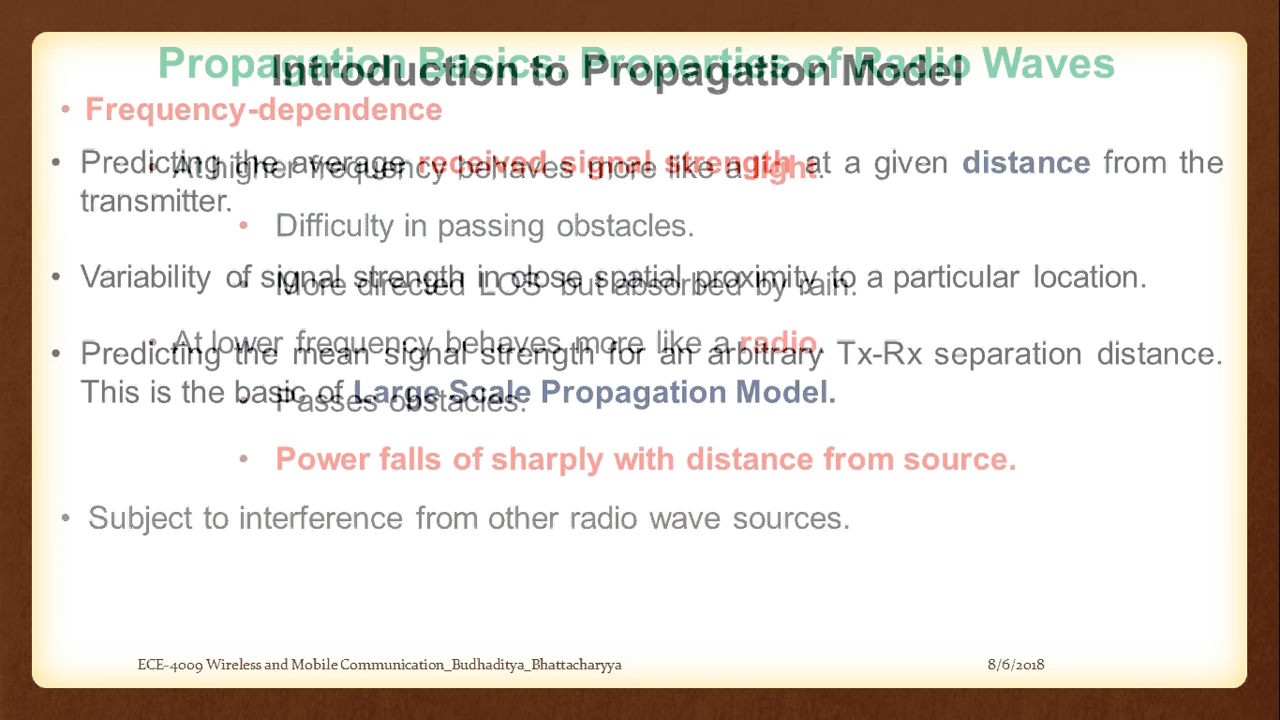 Propagation Basics: Properties of Radio Waves
Introduction to Propagation Model
• Frequency-dependence
• Predicting the average received signal strength at a given distance from the
• At higher frequency behaves more like a light.
transmitter.
• Difficulty in passing obstacles.
• Variability of signal strength in close spatial proximity to a particular location.
• More directed LOS but absorbed by rain.
• At lower frequency behaves more like a radio.
• Predicting the mean signal strength for an arbitrary Tx-Rx separation distance.
This is the basic of Large Scale Propagation Model.
• Passes obstacles.
• Power falls of sharply with distance from source.
• Subject to interference from other radio wave sources.
ECE-4009 Wireless and Mobile Communication_Budhaditya_Bhattacharyya 8/6/2018